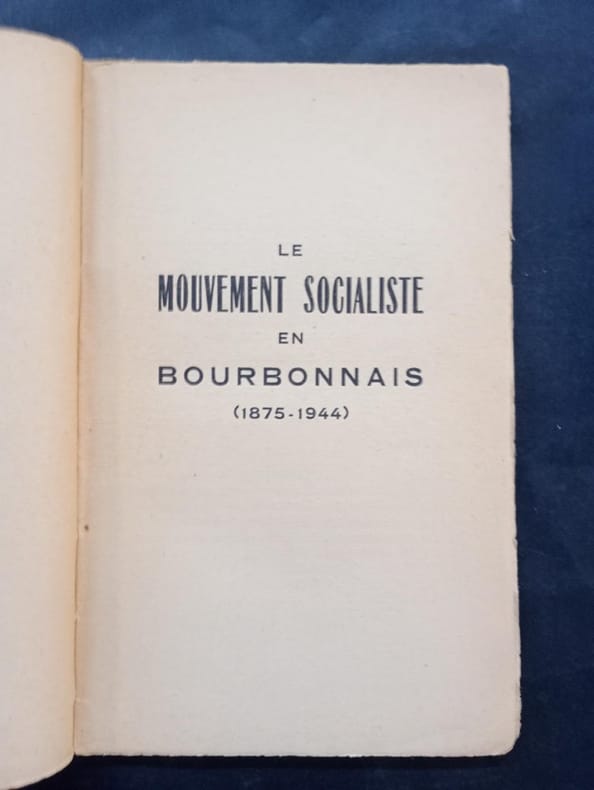 LE
MOUVEMENT SOCIALISTE
EN
BOURBONNAIS
(1875-1944)